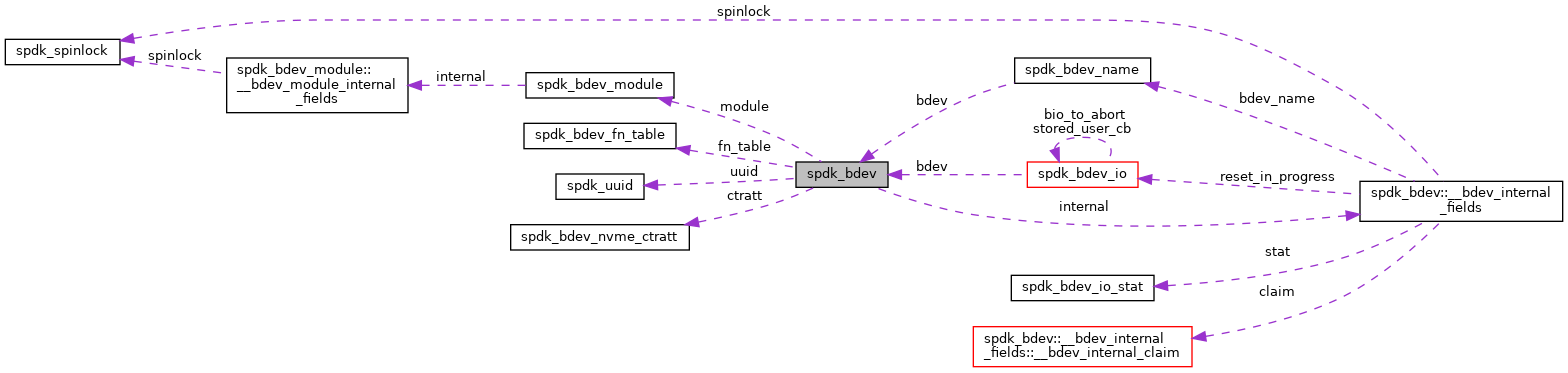 spinlock
spdk_spinlock
spinlock
spdk_bdev_module::
__bdev_module_internal
_fields
internal
spdk_bdev_module
module
spdk_bdev_fn_table
fn_table
spdk_uuid
uuid
spdk_bdev_nvme_ctratt
ctratt
spdk_bdev
bdev
spdk_bdev_name
bdev_name
bio_to_abort
stored_user_cb
bdev
spdk_bdev_io
reset_in_progress
internal
spdk_bdev::__bdev_internal
_fields
stat
spdk_bdev_io_stat
claim
spdk_bdev::__bdev_internal
_fields::__bdev_internal_claim